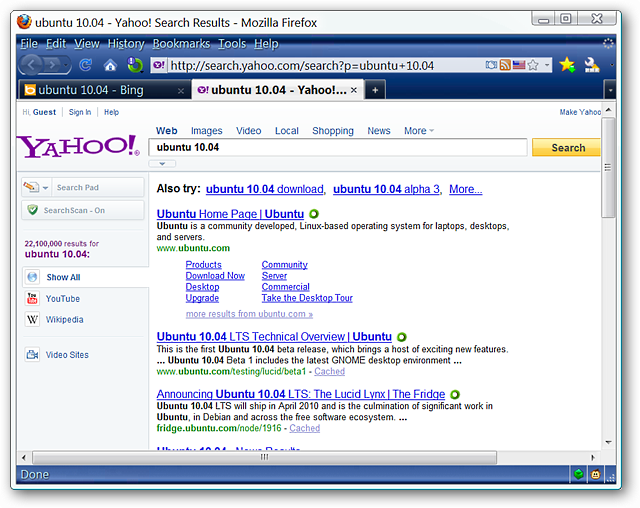 ubuntu 10.04 - Yahoo! Search Results - Mozilla Firefox
File Edit View History Bookmarks Tools Help
http://search.yahoo.com/search?p=ubuntu+10.04
ubuntu 10.04 - Bing
Y! ubuntu 10.04 - Yahoo!...
Hi, Guest | Sign In | Help
Make Yahoo
Web Images Video Local Shopping News More
YAHOO!
ubuntu 10.04
Search
Search Pad
SearchScan - On
22,100,000 results for
ubuntu 10.04:
Show All
YouTube
W Wikipedia
Video Sites
Also try: ubuntu 10.04 download, ubuntu 10.04 alpha 3, More...
Ubuntu Home Page | Ubuntu
Ubuntu is a community developed, Linux-based operating system for laptops, desktops,
and servers.
www.ubuntu.com
Products Community
Download Now Server
Desktop Commercial
Upgrade Take the Desktop Tour
more results from ubuntu.com »
Ubuntu 10.04 LTS Technical Overview | Ubuntu
This is the first Ubuntu 10.04 beta release, which brings a host of exciting new features.
... Ubuntu 10.04 Beta 1 includes the latest GNOME desktop environment ...
www.ubuntu.com/testing/lucid/beta1 - Cached
Announcing Ubuntu 10.04 LTS: The Lucid Lynx | The Fridge
Ubuntu 10.04 LTS will ship in April 2010 and is the culmination of significant work in
Ubuntu, in Debian and across the free software ecosystem. ...
fridge.ubuntu.com/node/1916 - Cached
Ubuntu 10.04 - News Results
Done